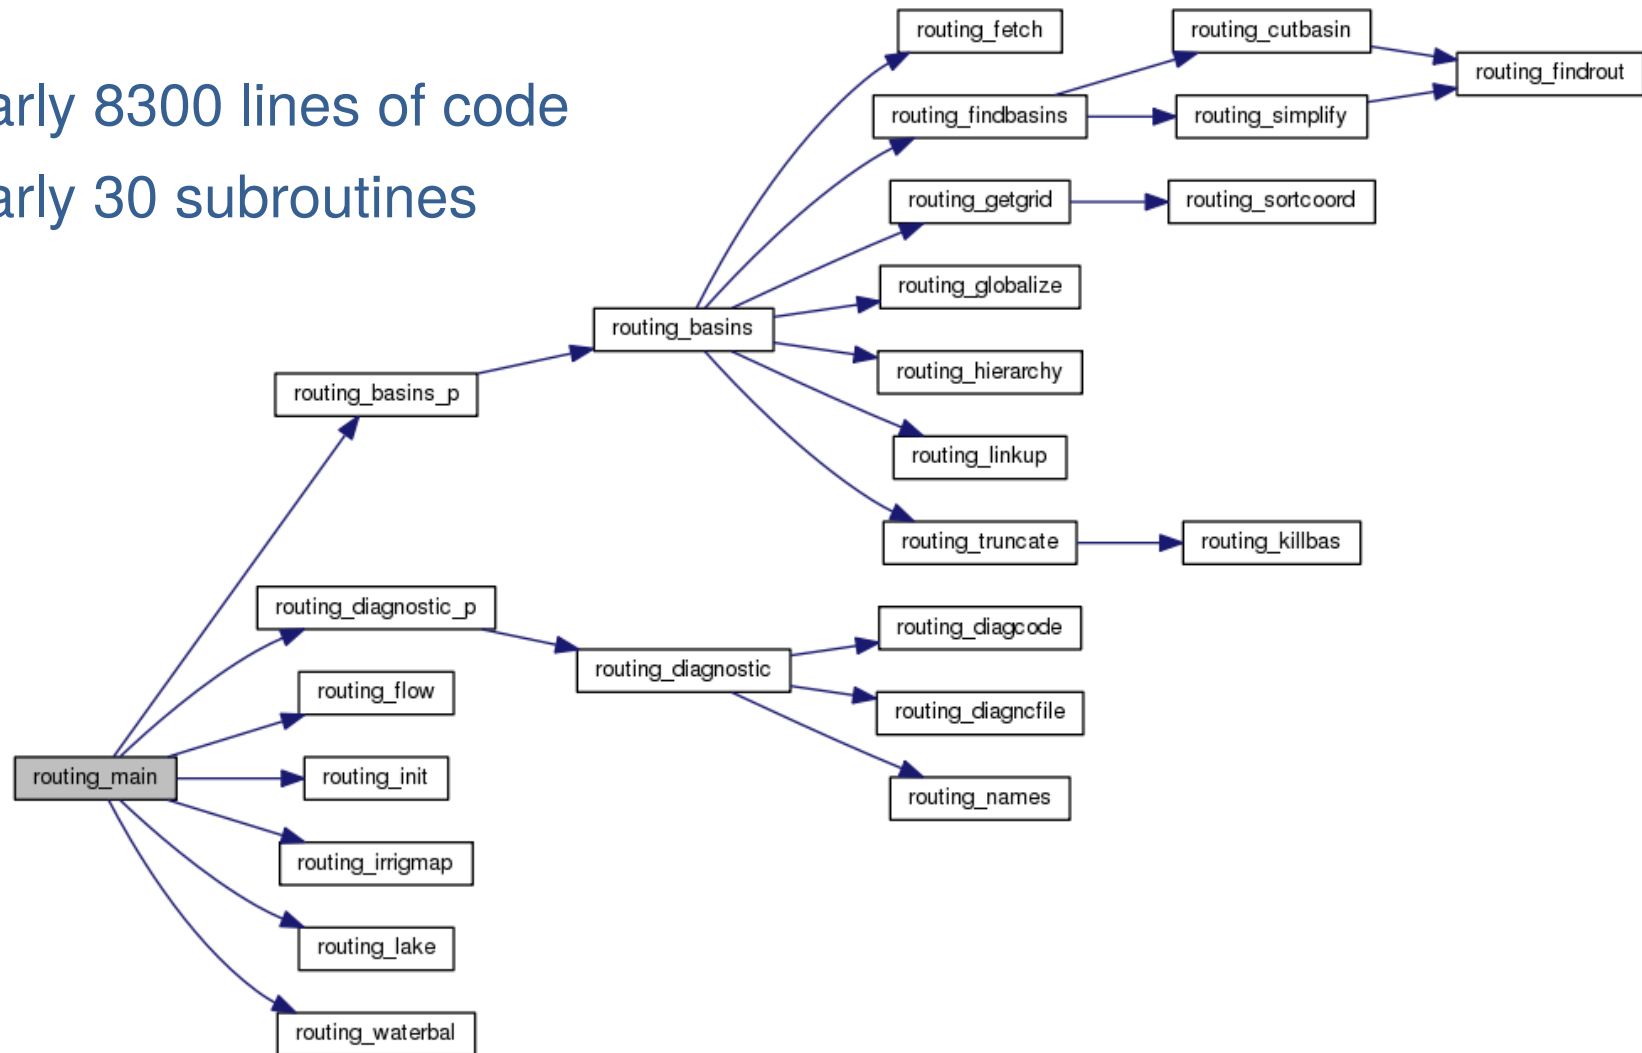 arly 8300 lines of code
arly 30 subroutines
routing_fetch
routing_cutbasin
routing_findrout
routing_findbasins
routing_simplify
routing_getgrid
routing_sortcoord
routing_globalize
routing_basins
routing_hierarchy
routing_basins_p
routing_linkup
routing_truncate
routing_killbas
routing_diagnostic_p
routing_diagcode
routing_diagnostic
routing_flow
routing_diagncfile
routing_main
routing_init
routing_names
routing_irrigmap
routing_lake
routing_waterbal